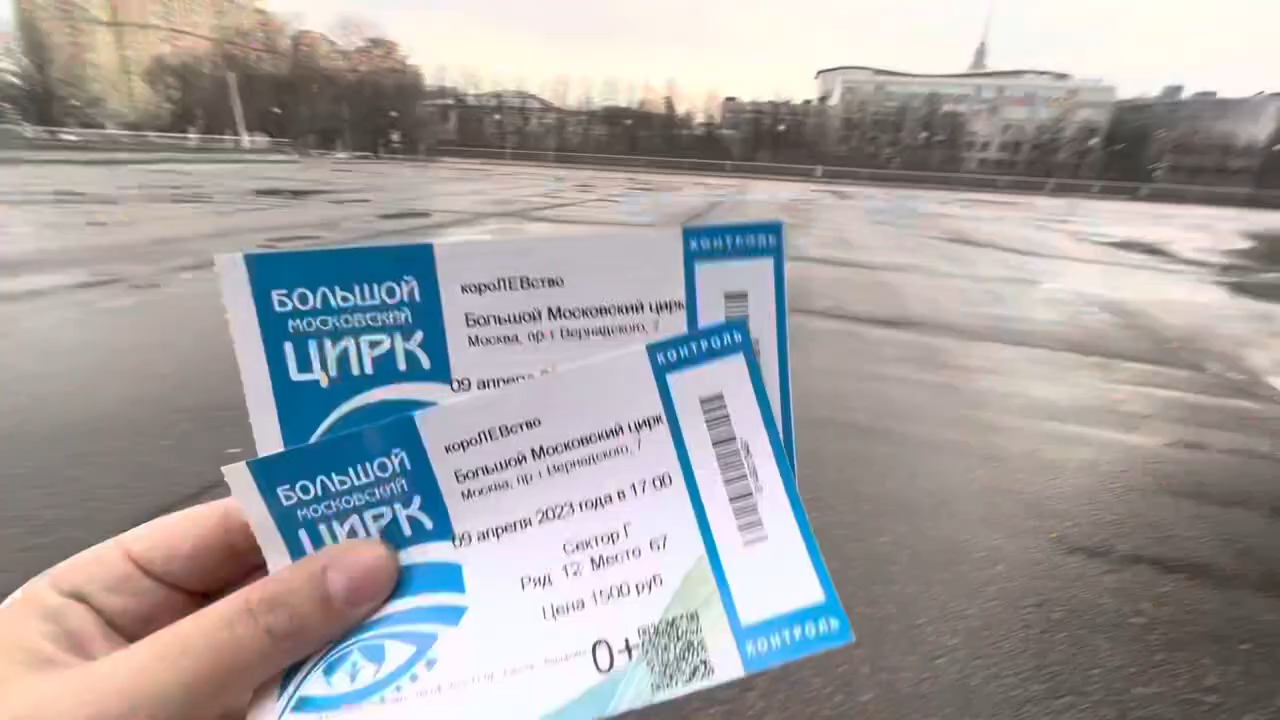 БОЛЬШОЙ
МОСКОВСКИЙ
ЦИРК
короЛЕВство
Большой Московский цирк
Москва, пр. Вернадского, 7
09 апреля
КОНТРОЛЬ
БОЛЬШОЙ
МОСКОВСКИЙ
ЦИРК
короЛЕВство
Большой Московский цирк
Москва, пр. Вернадского, 7
09 апреля 2023 года в 17:00
Сектор Г
Ряд 12 Место 67
Цена 1500 руб
0+
КОНТРОЛЬ
КОНТРОЛЬ